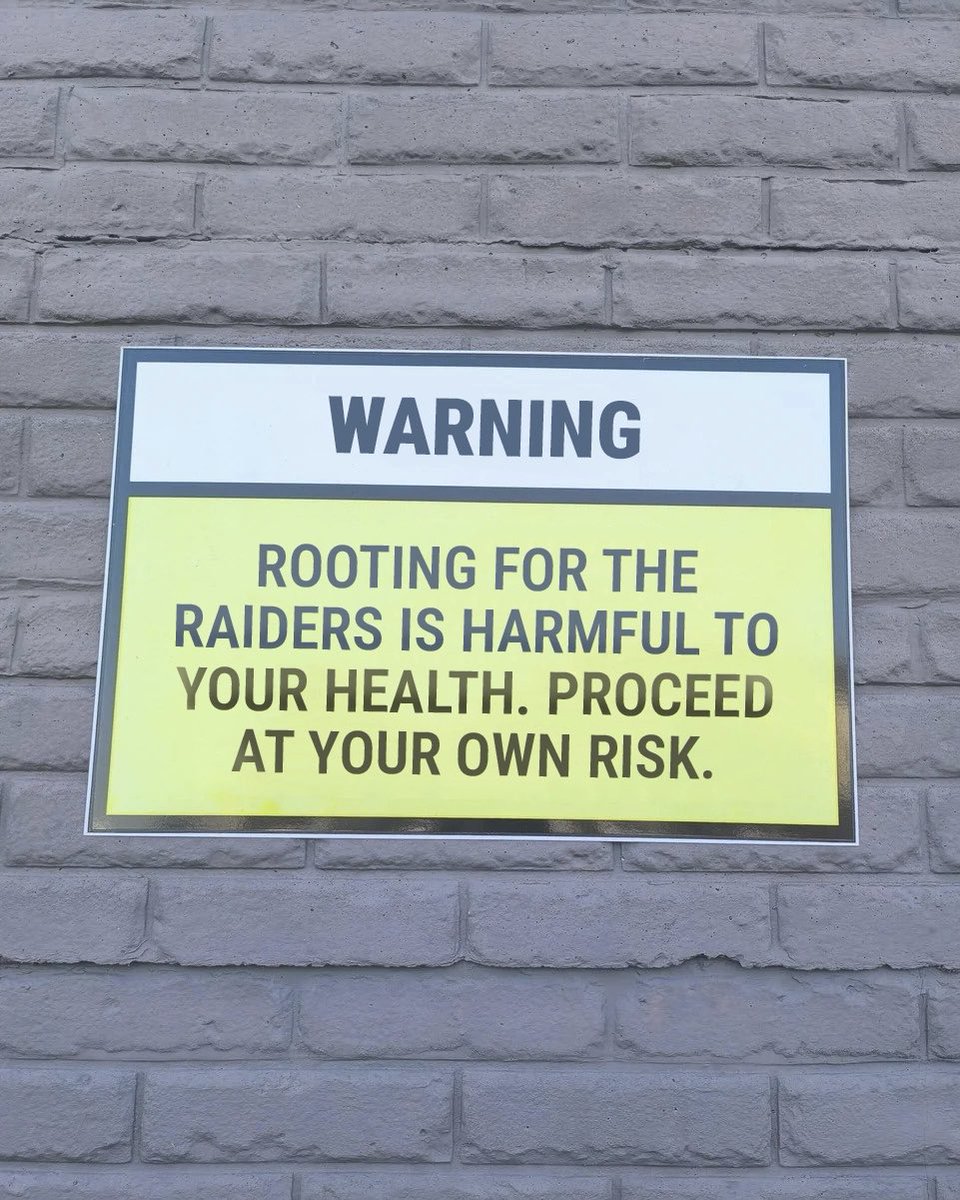 WARNING
ROOTING FOR THE
RAIDERS IS HARMFUL TO
YOUR HEALTH. PROCEED
AT YOUR OWN RISK.